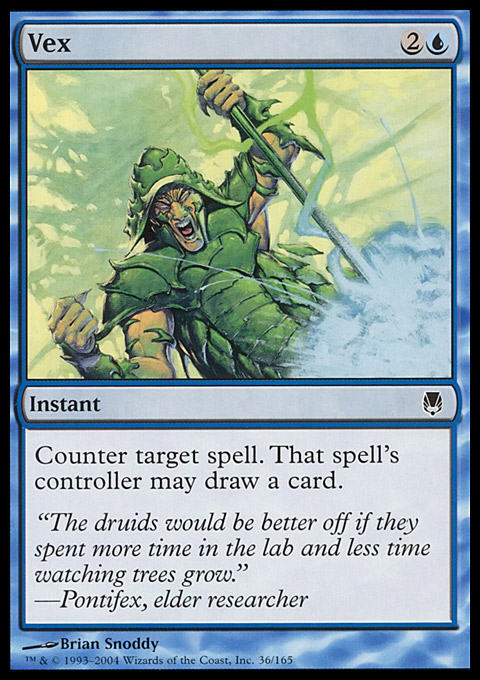 Vex 2
Instant
Counter target spell. That spell's
controller may draw a card.
"The druids would be better off if they
spent more time in the lab and less time
watching trees grow."
—Pontifex, elder researcher
Brian Snoddy
™ & © 1993–2004 Wizards of the Coast, Inc. 36/165